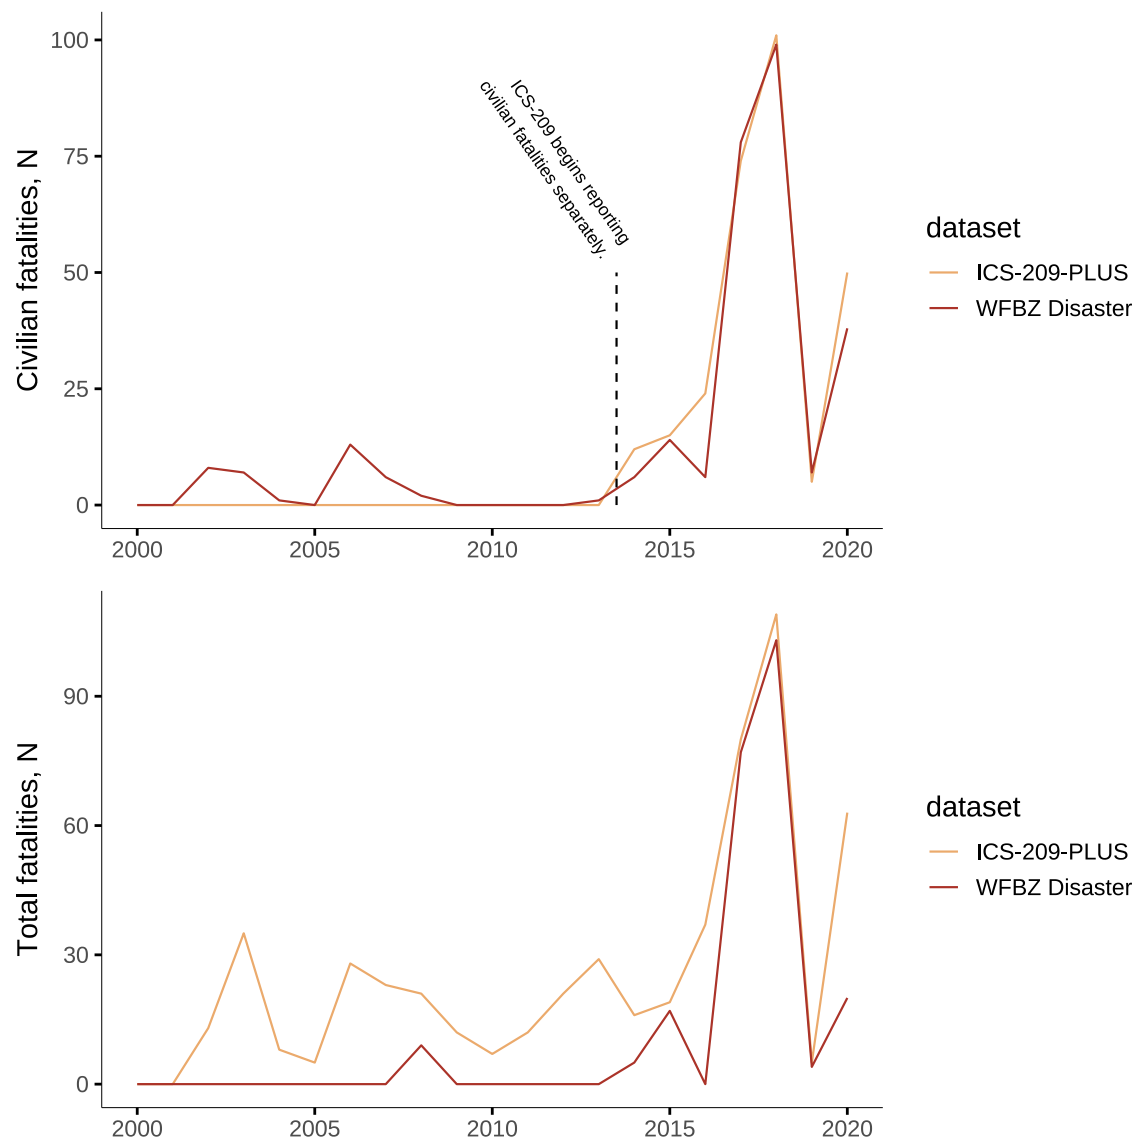 Civilian fatalities, N
100
75
50
25
0
ICS-209 begins reporting
civilian fatalities separately.
2000
2005
2010
2015
2020
dataset
ICS-209-PLUS
WFBZ Disaster
Total fatalities, N
90
60
30
0
2000
2005
2010
2015
2020
dataset
ICS-209-PLUS
WFBZ Disaster